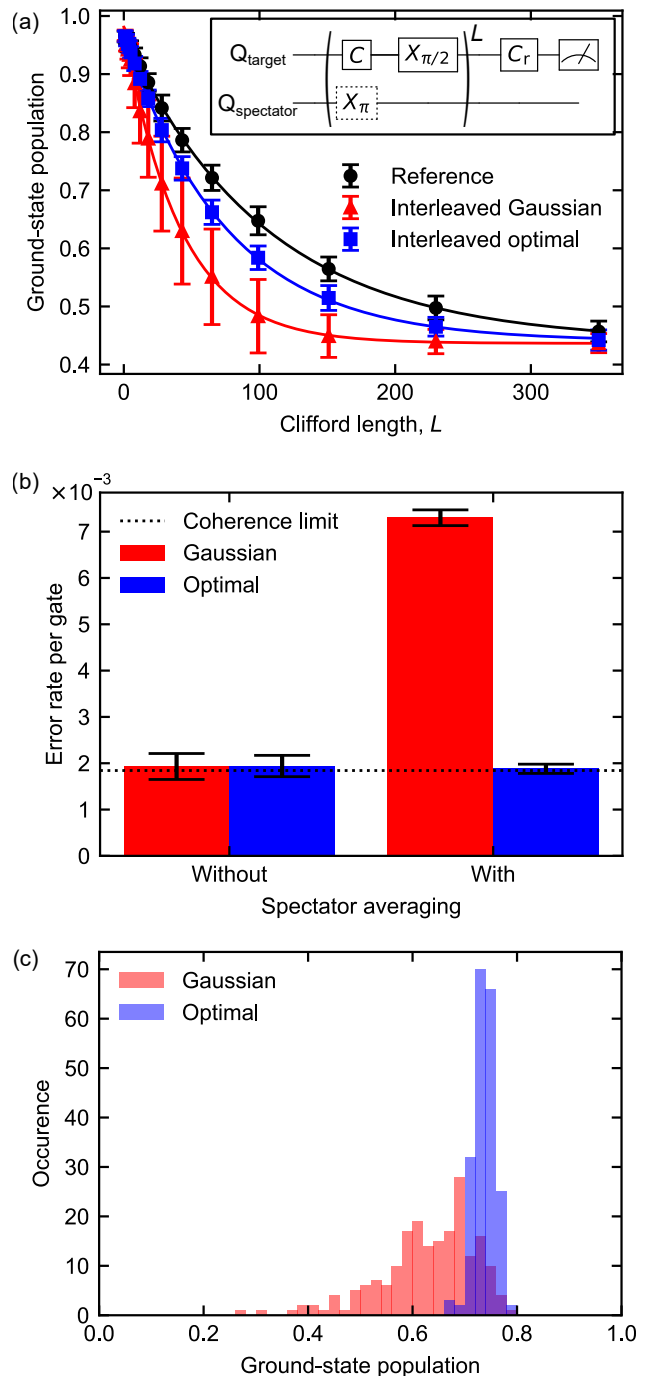 (a)
1.0
0.9
0.8
0.7
0.6
0.5
0.4
Ground-state population
Q_target
C
X_π/2
L
C_r
Q_spectator
X_π
Reference
Interleaved Gaussian
Interleaved optimal
0 100 200 300
Clifford length, L
(b)
×10⁻³
7
6
5
4
3
2
1
0
Error rate per gate
Coherence limit
Gaussian
Optimal
Without With
Spectator averaging
(c)
70
60
50
40
30
20
10
0
Occurence
Gaussian
Optimal
0.0 0.2 0.4 0.6 0.8 1.0
Ground-state population